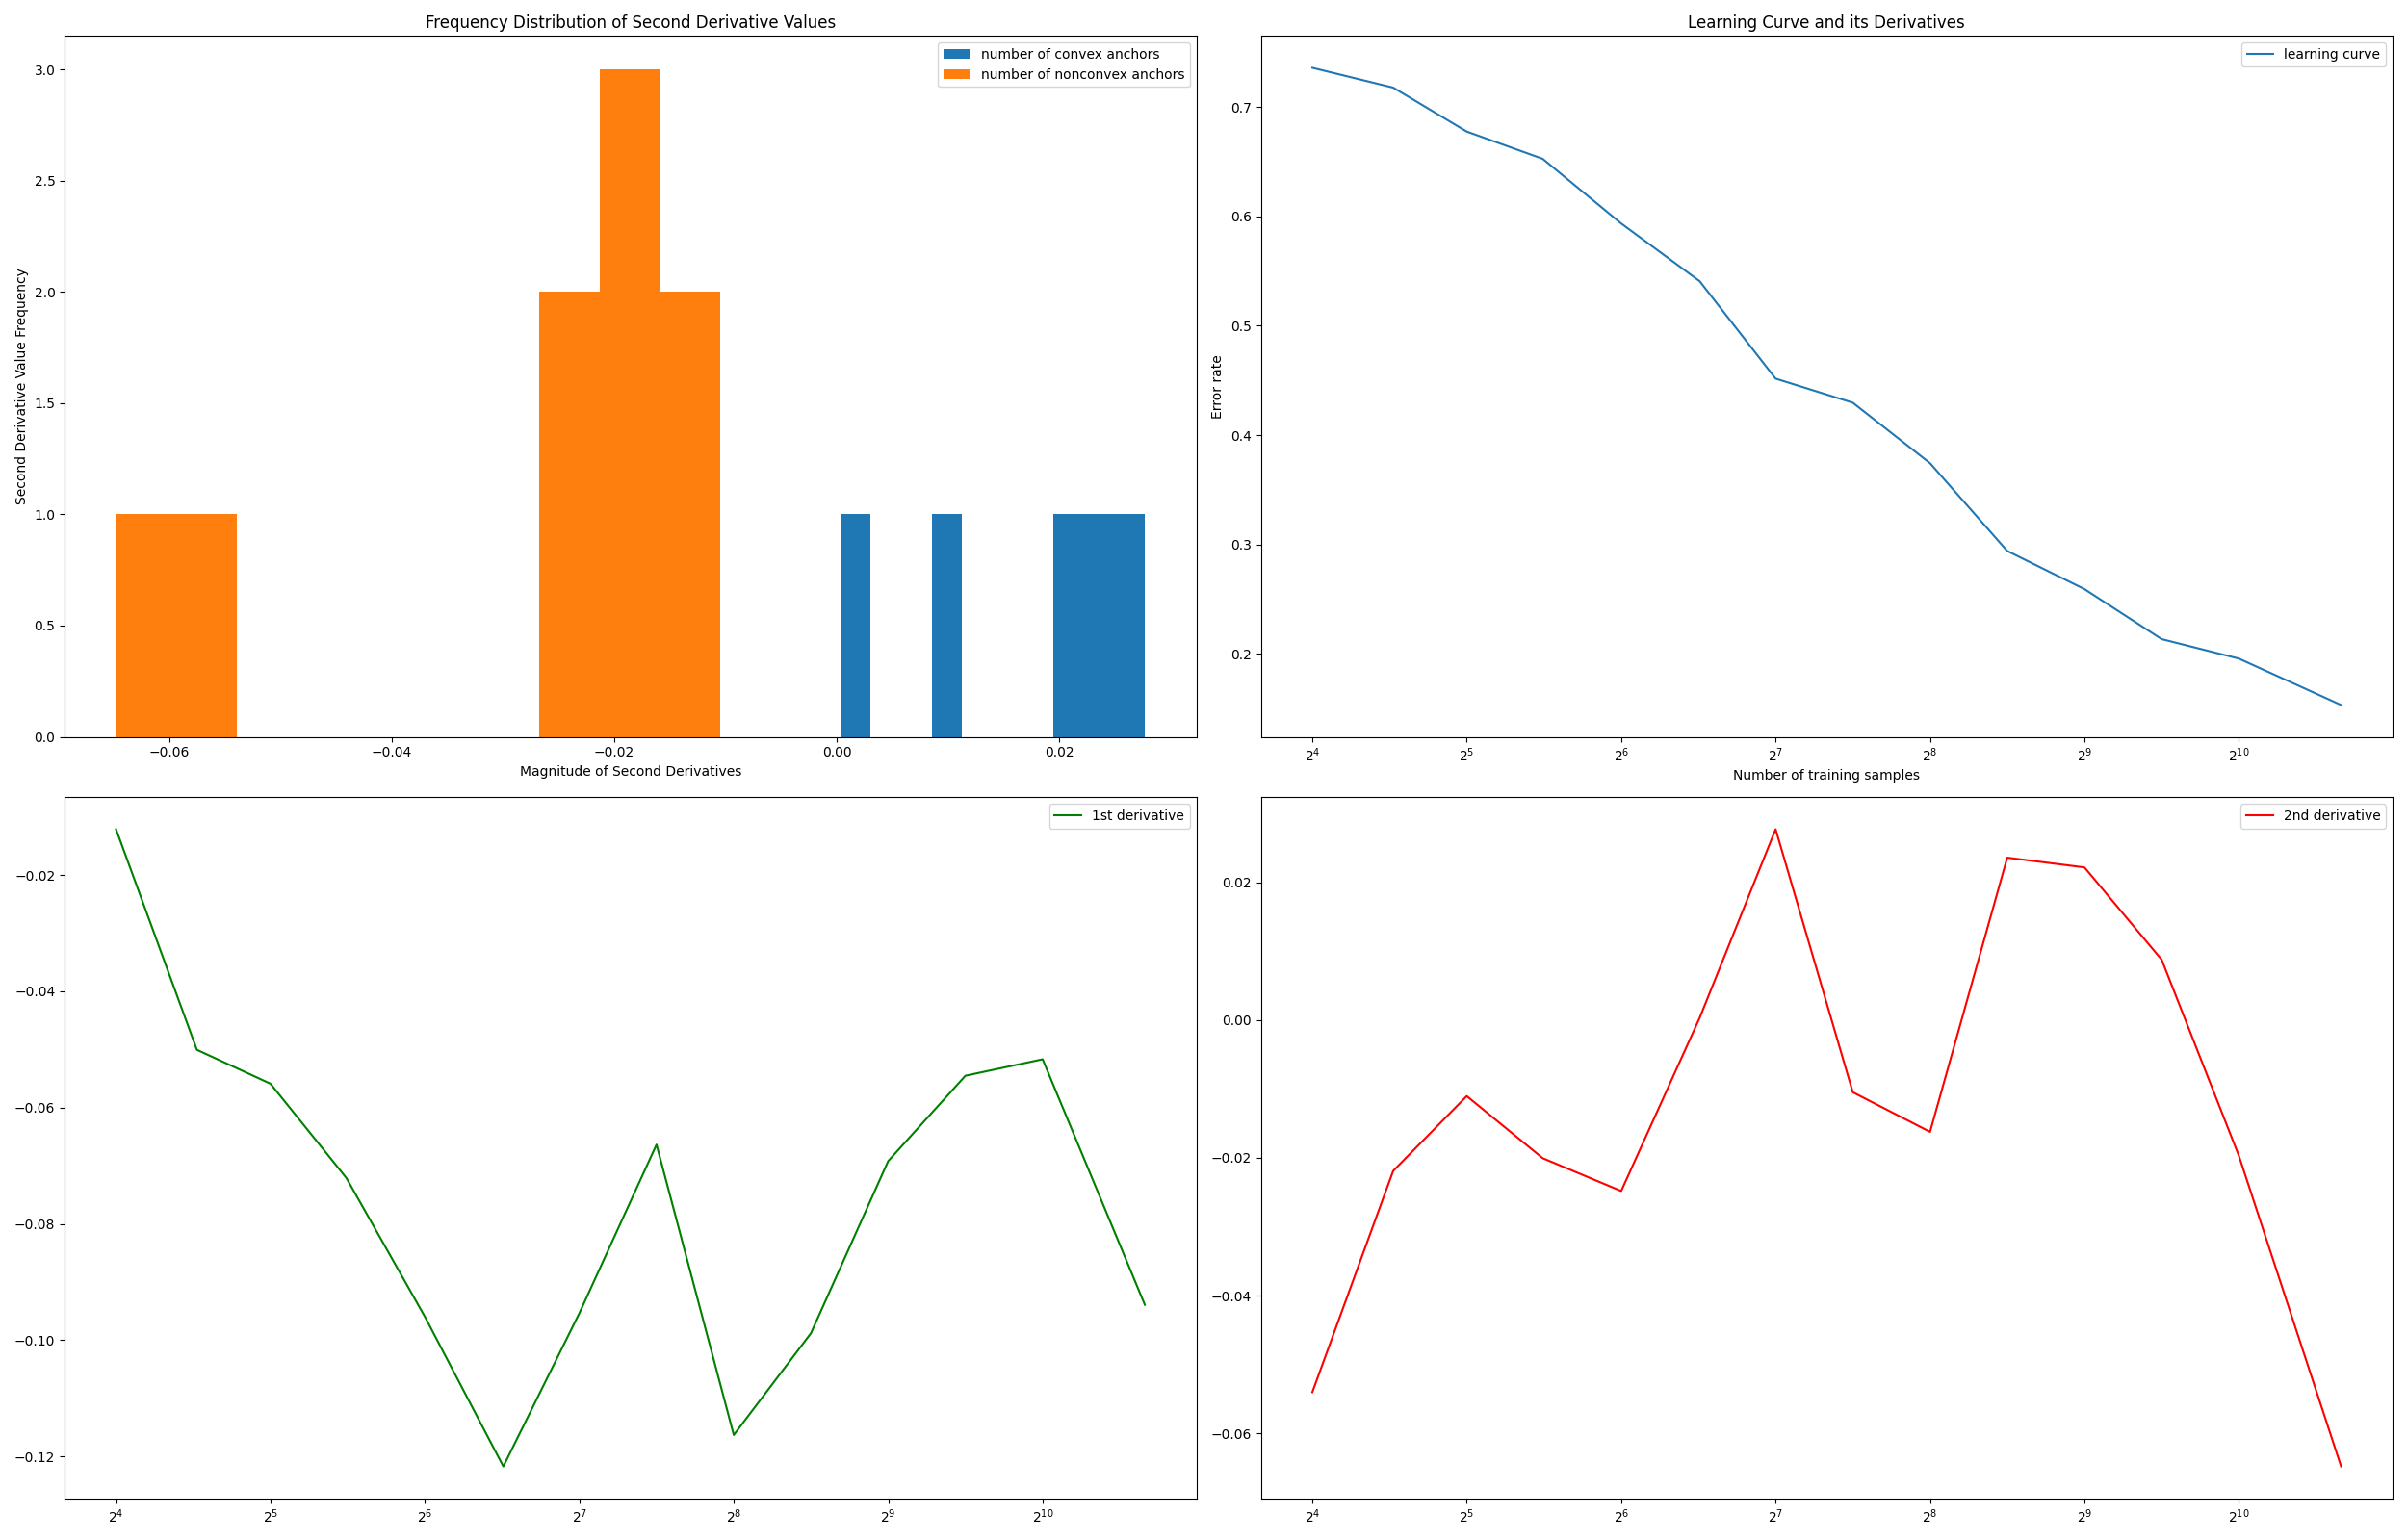 Frequency Distribution of Second Derivative Values
number of convex anchors
number of nonconvex anchors
Second Derivative Value Frequency
3.0
2.5
2.0
1.5
1.0
0.5
0.0
−0.06 −0.04 −0.02 0.00 0.02
Magnitude of Second Derivatives
Learning Curve and its Derivatives
learning curve
Error rate
0.7
0.6
0.5
0.4
0.3
0.2
2⁴ 2⁵ 2⁶ 2⁷ 2⁸ 2⁹ 2¹⁰
Number of training samples
1st derivative
−0.02
−0.04
−0.06
−0.08
−0.10
−0.12
2⁴ 2⁵ 2⁶ 2⁷ 2⁸ 2⁹ 2¹⁰
2nd derivative
0.02
0.00
−0.02
−0.04
−0.06
2⁴ 2⁵ 2⁶ 2⁷ 2⁸ 2⁹ 2¹⁰